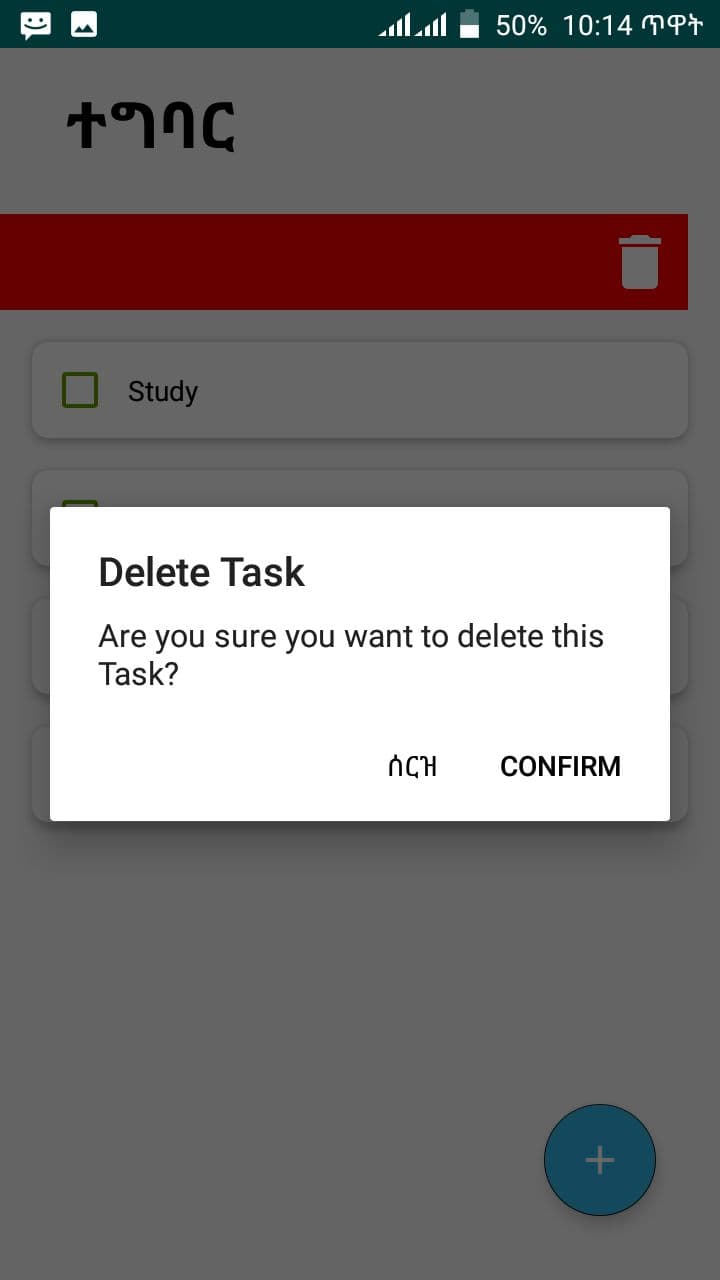 50% 10:14 ጥዋት
ተግባር
Study
Delete Task
Are you sure you want to delete this
Task?
ሰርዝ CONFIRM